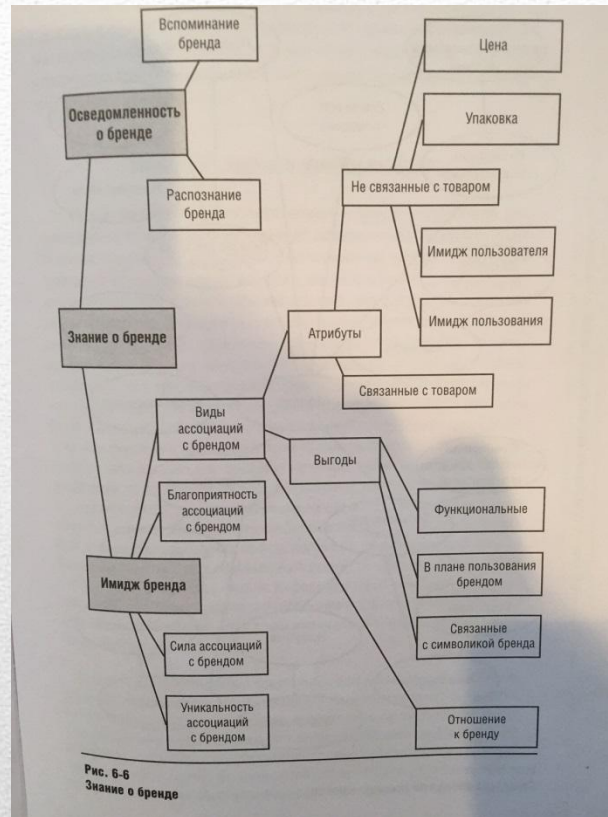 Вспоминание
бренда
Осведомленность
о бренде
Распознание
бренда
Цена
Упаковка
Не связанные с товаром
Имидж пользователя
Имидж пользования
Знание о бренде
Атрибуты
Связанные с товаром
Виды
ассоциаций
с брендом
Выгоды
Благоприятность
ассоциаций
с брендом
Функциональные
В плане пользования
брендом
Имидж бренда
Связанные
с символикой бренда
Сила ассоциаций
с брендом
Уникальность
ассоциаций
с брендом
Отношение
к бренду
Рис. 6-6
Знание о бренде